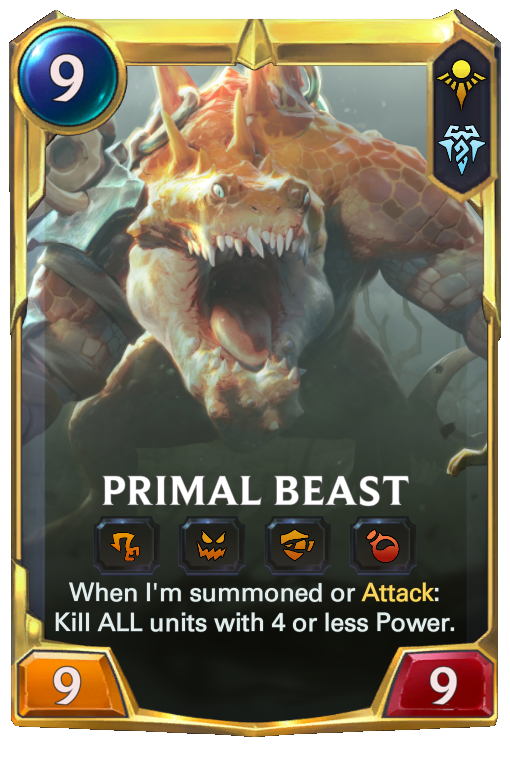 9
PRIMAL BEAST
When I'm summoned or Attack:
Kill ALL units with 4 or less Power.
9
9